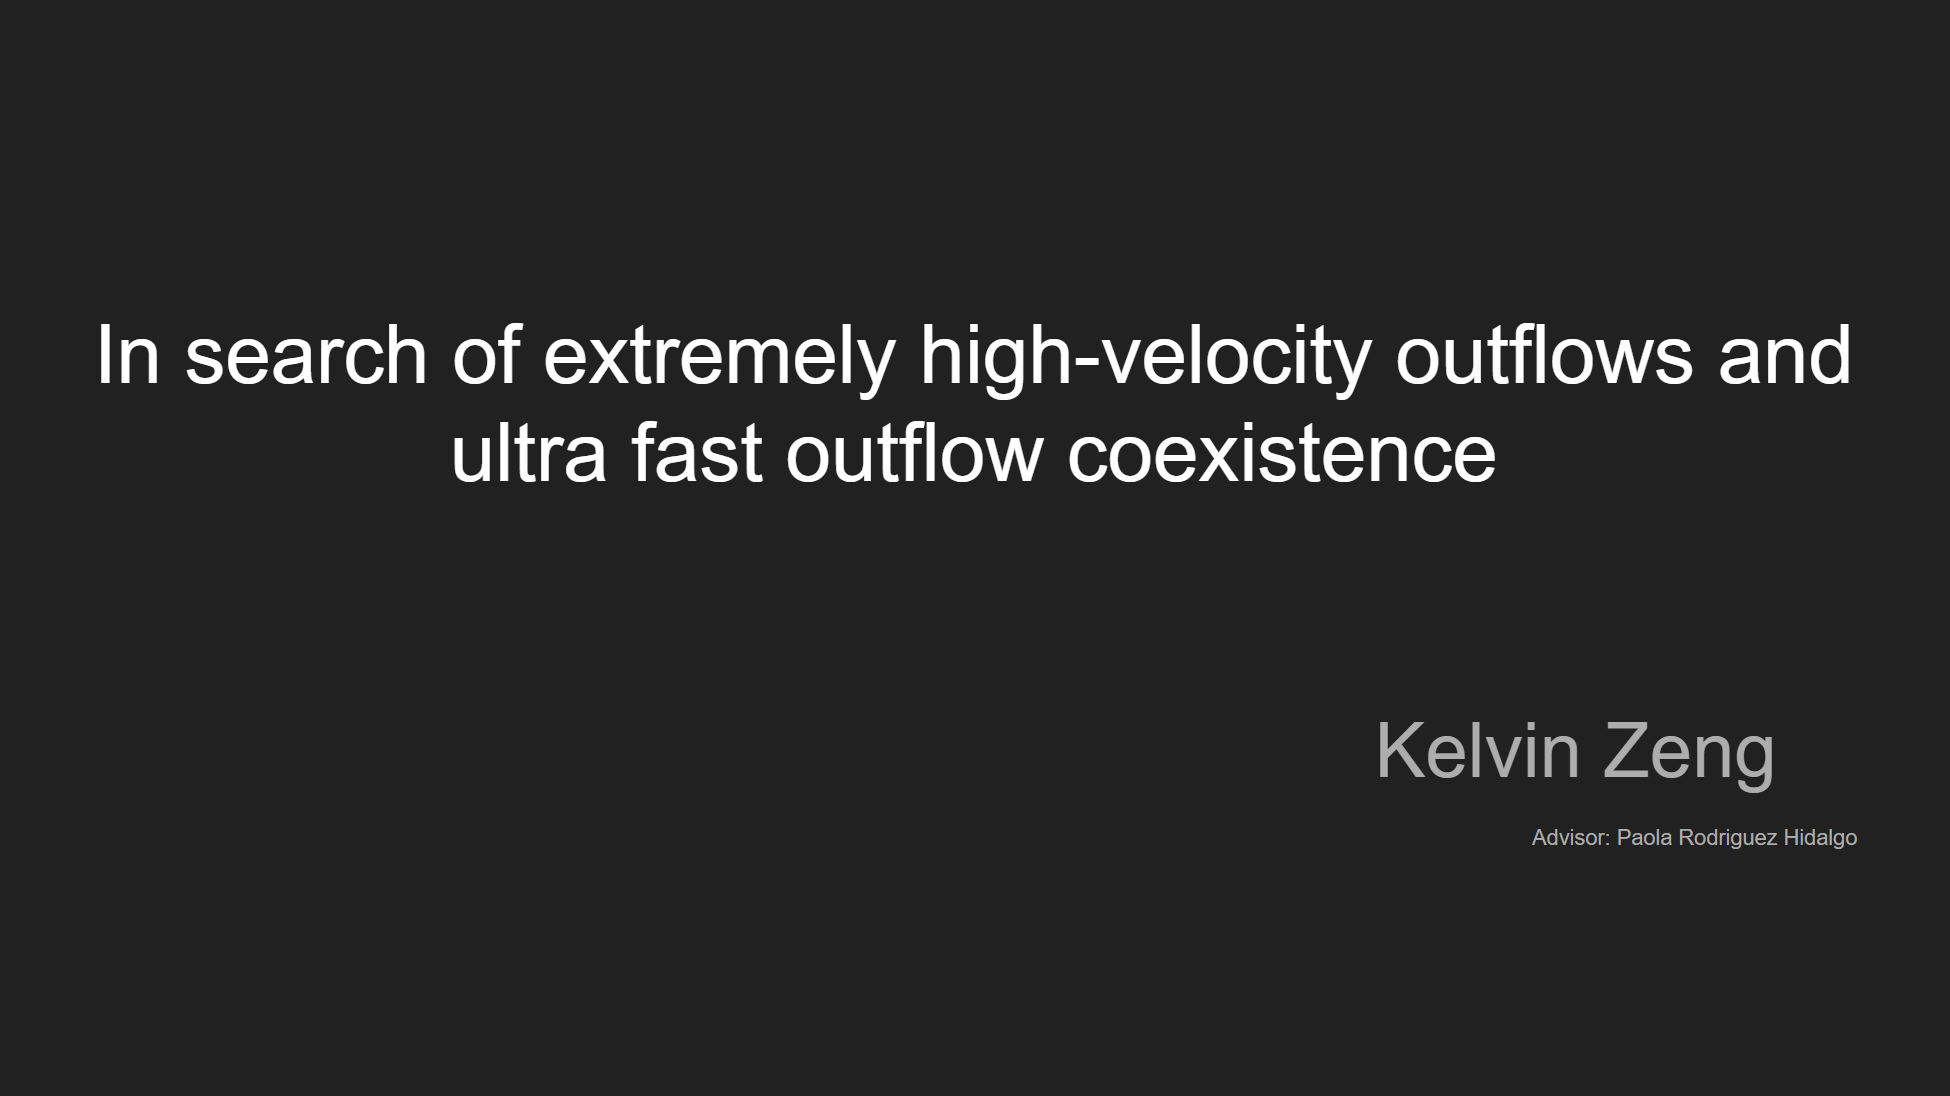 In search of extremely high-velocity outflows and
ultra fast outflow coexistence
Kelvin Zeng
Advisor: Paola Rodriguez Hidalgo